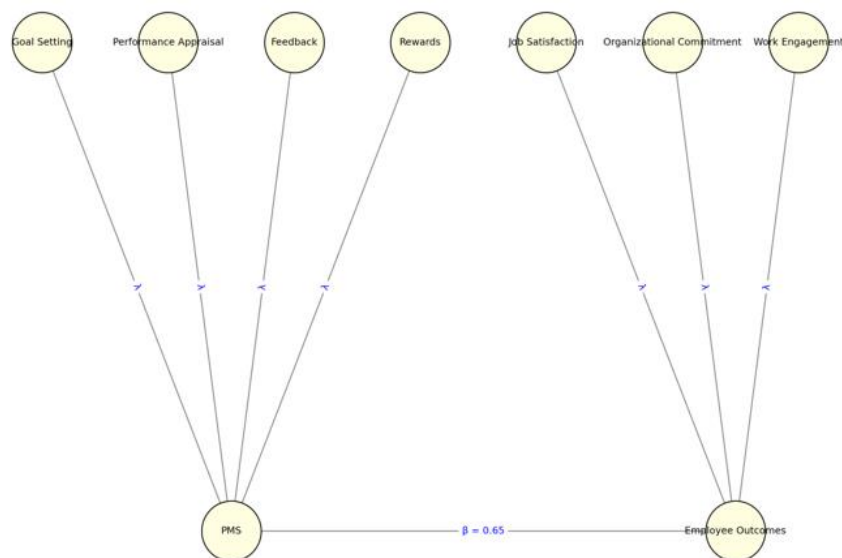 Goal Setting
Performance Appraisal
Feedback
Rewards
Job Satisfaction
Organizational Commitment
Work Engagement
λ
λ
λ
λ
λ
λ
λ
PMS
β = 0.65
Employee Outcomes